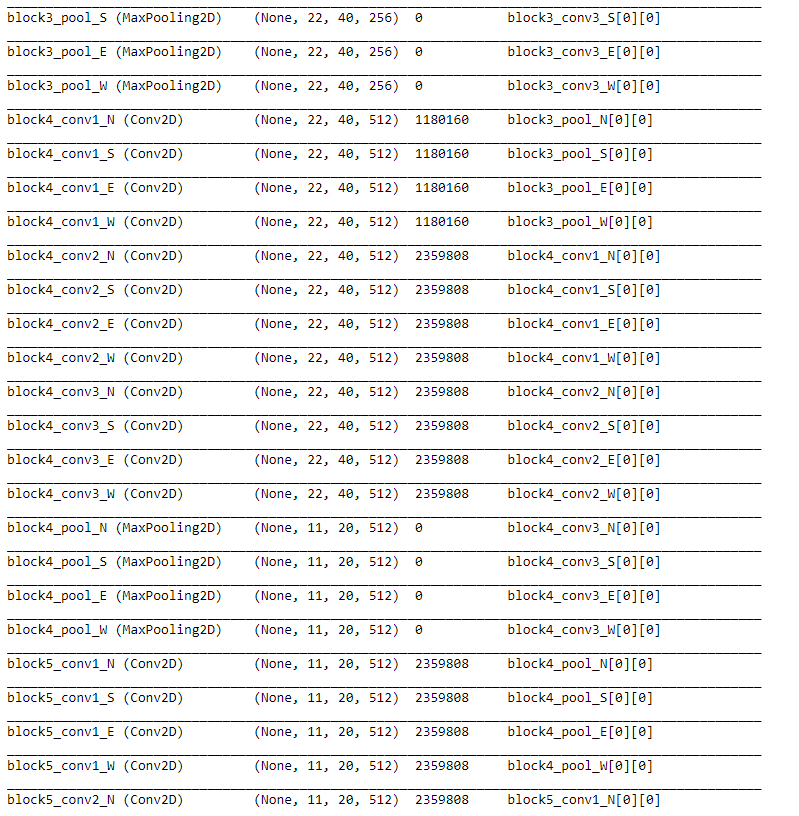 block3_pool_S (MaxPooling2D) (None, 22, 40, 256) 0 block3_conv3_S[0][0]
block3_pool_E (MaxPooling2D) (None, 22, 40, 256) 0 block3_conv3_E[0][0]
block3_pool_W (MaxPooling2D) (None, 22, 40, 256) 0 block3_conv3_W[0][0]
block4_conv1_N (Conv2D) (None, 22, 40, 512) 1180160 block3_pool_N[0][0]
block4_conv1_S (Conv2D) (None, 22, 40, 512) 1180160 block3_pool_S[0][0]
block4_conv1_E (Conv2D) (None, 22, 40, 512) 1180160 block3_pool_E[0][0]
block4_conv1_W (Conv2D) (None, 22, 40, 512) 1180160 block3_pool_W[0][0]
block4_conv2_N (Conv2D) (None, 22, 40, 512) 2359808 block4_conv1_N[0][0]
block4_conv2_S (Conv2D) (None, 22, 40, 512) 2359808 block4_conv1_S[0][0]
block4_conv2_E (Conv2D) (None, 22, 40, 512) 2359808 block4_conv1_E[0][0]
block4_conv2_W (Conv2D) (None, 22, 40, 512) 2359808 block4_conv1_W[0][0]
block4_conv3_N (Conv2D) (None, 22, 40, 512) 2359808 block4_conv2_N[0][0]
block4_conv3_S (Conv2D) (None, 22, 40, 512) 2359808 block4_conv2_S[0][0]
block4_conv3_E (Conv2D) (None, 22, 40, 512) 2359808 block4_conv2_E[0][0]
block4_conv3_W (Conv2D) (None, 22, 40, 512) 2359808 block4_conv2_W[0][0]
block4_pool_N (MaxPooling2D) (None, 11, 20, 512) 0 block4_conv3_N[0][0]
block4_pool_S (MaxPooling2D) (None, 11, 20, 512) 0 block4_conv3_S[0][0]
block4_pool_E (MaxPooling2D) (None, 11, 20, 512) 0 block4_conv3_E[0][0]
block4_pool_W (MaxPooling2D) (None, 11, 20, 512) 0 block4_conv3_W[0][0]
block5_conv1_N (Conv2D) (None, 11, 20, 512) 2359808 block4_pool_N[0][0]
block5_conv1_S (Conv2D) (None, 11, 20, 512) 2359808 block4_pool_S[0][0]
block5_conv1_E (Conv2D) (None, 11, 20, 512) 2359808 block4_pool_E[0][0]
block5_conv1_W (Conv2D) (None, 11, 20, 512) 2359808 block4_pool_W[0][0]
block5_conv2_N (Conv2D) (None, 11, 20, 512) 2359808 block5_conv1_N[0][0]